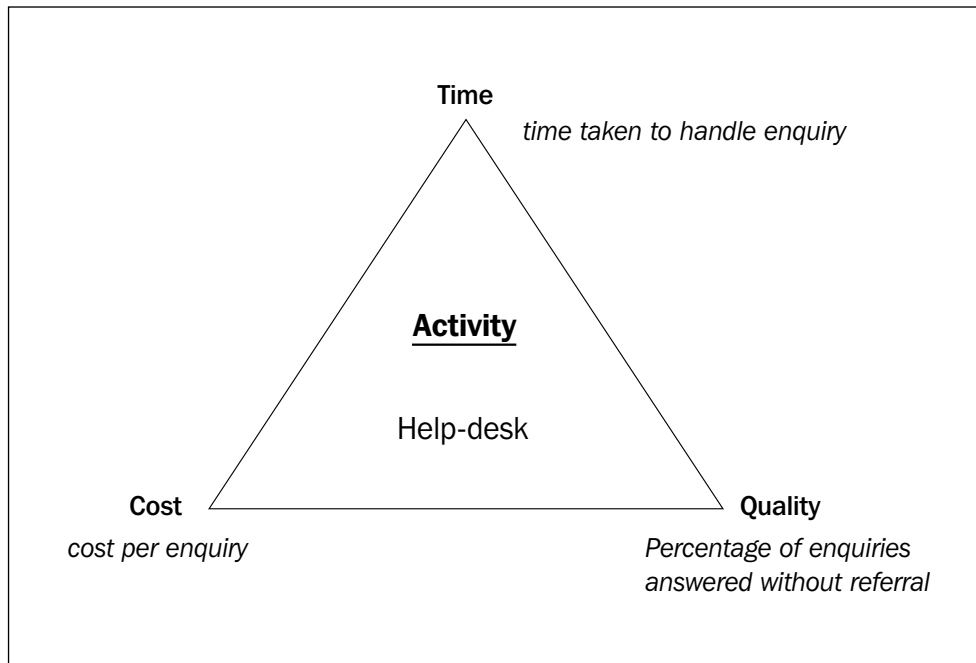 Time
time taken to handle enquiry
Activity
Help-desk
Cost
cost per enquiry
Quality
Percentage of enquiries
answered without referral